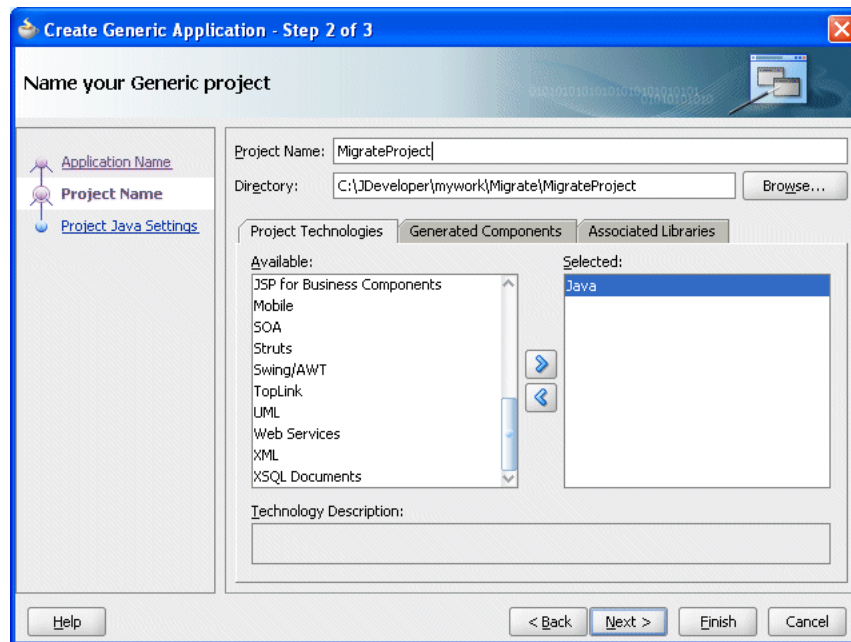 Create Generic Application - Step 2 of 3
Name your Generic project
Application Name
Project Name
Project Java Settings
Project Name: MigrateProject
Directory: C:\JDeveloper\mywork\Migrate\MigrateProject Browse...
Project Technologies Generated Components Associated Libraries
Available:
JSP for Business Components
Mobile
SOA
Struts
Swing/AWT
TopLink
UML
Web Services
XML
XSQL Documents
Selected:
Java
Technology Description:
Help < Back Next > Finish Cancel